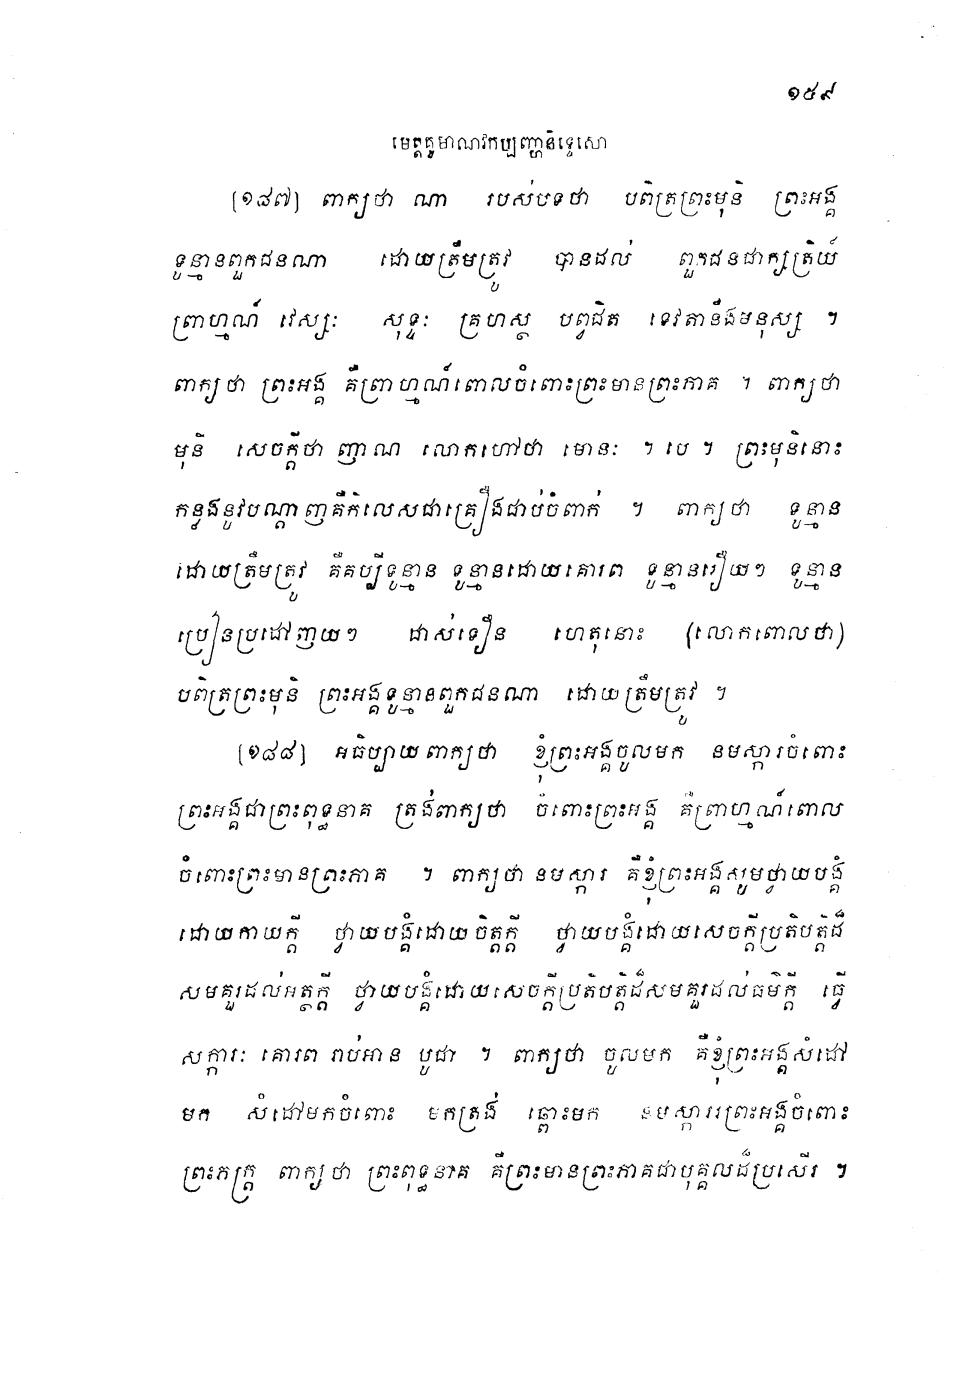 ១៥៩
មេត្តគូមាណវកប្បញ្ហានិទ្ទេសោ
(១៨៧) ពាក្យថា ណា របស់បទថា បពិត្រព្រះមុនី ព្រះអង្គ
ទូន្មានពួកជនណា ដោយត្រឹមត្រូវ បានដល់ ពួកជនជាក្សត្រិយ៍
ព្រាហ្មណ៍ វេស្សៈ សុទ្ទៈ គ្រហស្ថ បព្វជិត ទេវតានឹងមនុស្ស ។
ពាក្យថា ព្រះអង្គ គឺព្រាហ្មណ៍ពោលចំពោះព្រះមានព្រះភាគ ។ ពាក្យថា
មុនី សេចក្តីថា ញាណ លោកហៅថា មោនៈ ។ បេ ។ ព្រះមុនីនោះ
កន្លងនូវបណ្តាញគឺកិលេសជាគ្រឿងជាប់ចំពាក់ ។ ពាក្យថា ទូន្មាន
ដោយត្រឹមត្រូវ គឺគប្បីទូន្មាន ទូន្មានដោយគោរព ទូន្មានរឿយៗ ទូន្មាន
ប្រៀនប្រដៅញយៗ ដាស់ទឿន ហេតុនោះ (លោកពោលថា)
បពិត្រព្រះមុនី ព្រះអង្គទូន្មានពួកជនណា ដោយត្រឹមត្រូវ ។
(១៨៨) អធិប្បាយពាក្យថា ខ្ញុំព្រះអង្គចូលមក នមស្ការចំពោះ
ព្រះអង្គជាព្រះពុទ្ធនាគ ត្រង់ពាក្យថា ចំពោះព្រះអង្គ គឺព្រាហ្មណ៍ពោល
ចំពោះព្រះមានព្រះភាគ ។ ពាក្យថា នមស្ការ គឺខ្ញុំព្រះអង្គសូមថ្វាយបង្គំ
ដោយកាយក្តី ថ្វាយបង្គំដោយចិត្តក្តី ថ្វាយបង្គំដោយសេចក្តីប្រតិបត្តិដ៏
សមគួរដល់អត្ថក្តី ថ្វាយបង្គំដោយសេចក្តីប្រតិបត្តិដ៏សមគួរដល់ធម៌ក្តី ធ្វើ
សក្ការៈ គោរព រាប់អាន បូជា ។ ពាក្យថា ចូលមក គឺខ្ញុំព្រះអង្គសំដៅ
មក សំដៅមកចំពោះ មកត្រង់ ឆ្ពោះមក នមស្ការព្រះអង្គចំពោះ
ព្រះភក្ត្រ ពាក្យថា ព្រះពុទ្ធនាគ គឺព្រះមានព្រះភាគជាបុគ្គលដ៏ប្រសើរ ។